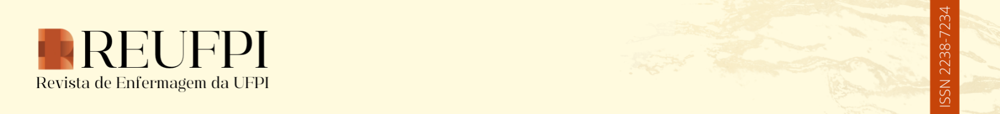 REUFPI
Revista de Enfermagem da UFPI
ISSN 2238-7234